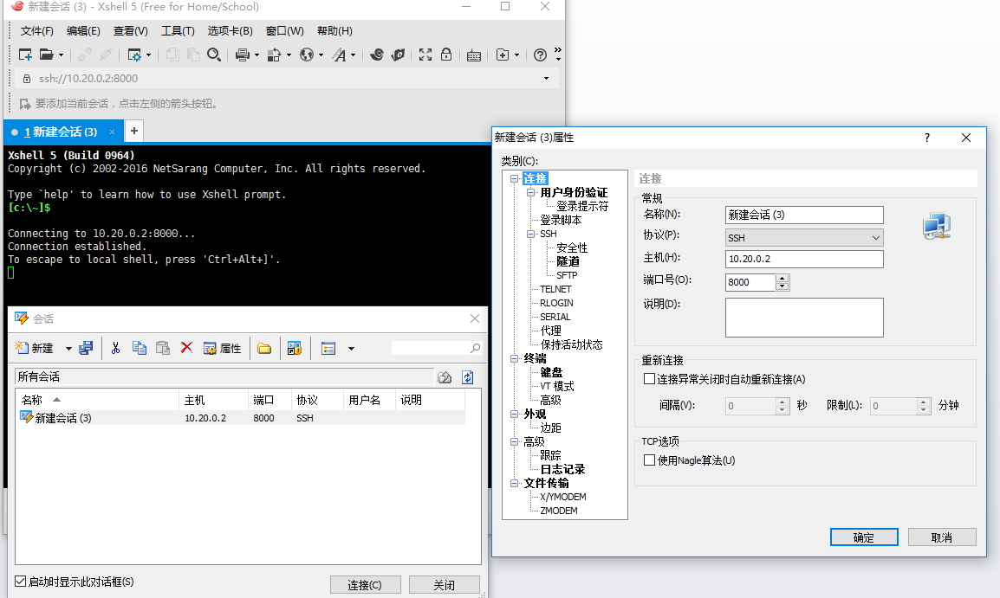 新建会话 (3) - Xshell 5 (Free for Home/School)
文件(F) 编辑(E) 查看(V) 工具(T) 选项卡(B) 窗口(W) 帮助(H)
ssh://10.20.0.2:8000
要添加当前会话，点击左侧的箭头按钮。
1 新建会话 (3) × +
Xshell 5 (Build 0964)
Copyright (c) 2002-2016 NetSarang Computer, Inc. All rights reserved.
Type `help' to learn how to use Xshell prompt.
[c:\~]$
Connecting to 10.20.0.2:8000...
Connection established.
To escape to local shell, press 'Ctrl+Alt+]'.
会话
新建 属性
所有会话
名称 主机 端口 协议 用户名 说明
新建会话 (3) 10.20.0.2 8000 SSH
启动时显示此对话框(S)
连接(C) 关闭
新建会话 (3)属性
类别(C):
连接
用户身份验证
登录提示符
登录脚本
SSH
安全性
隧道
SFTP
TELNET
RLOGIN
SERIAL
代理
保持活动状态
终端
键盘
VT 模式
高级
外观
边距
高级
跟踪
日志记录
文件传输
X/YMODEM
ZMODEM
连接
常规
名称(N): 新建会话 (3)
协议(P): SSH
主机(H): 10.20.0.2
端口号(O): 8000
说明(D):
重新连接
连接异常关闭时自动重新连接(A)
间隔(V): 0 秒 限制(L): 0 分钟
TCP选项
使用Nagle算法(U)
确定 取消